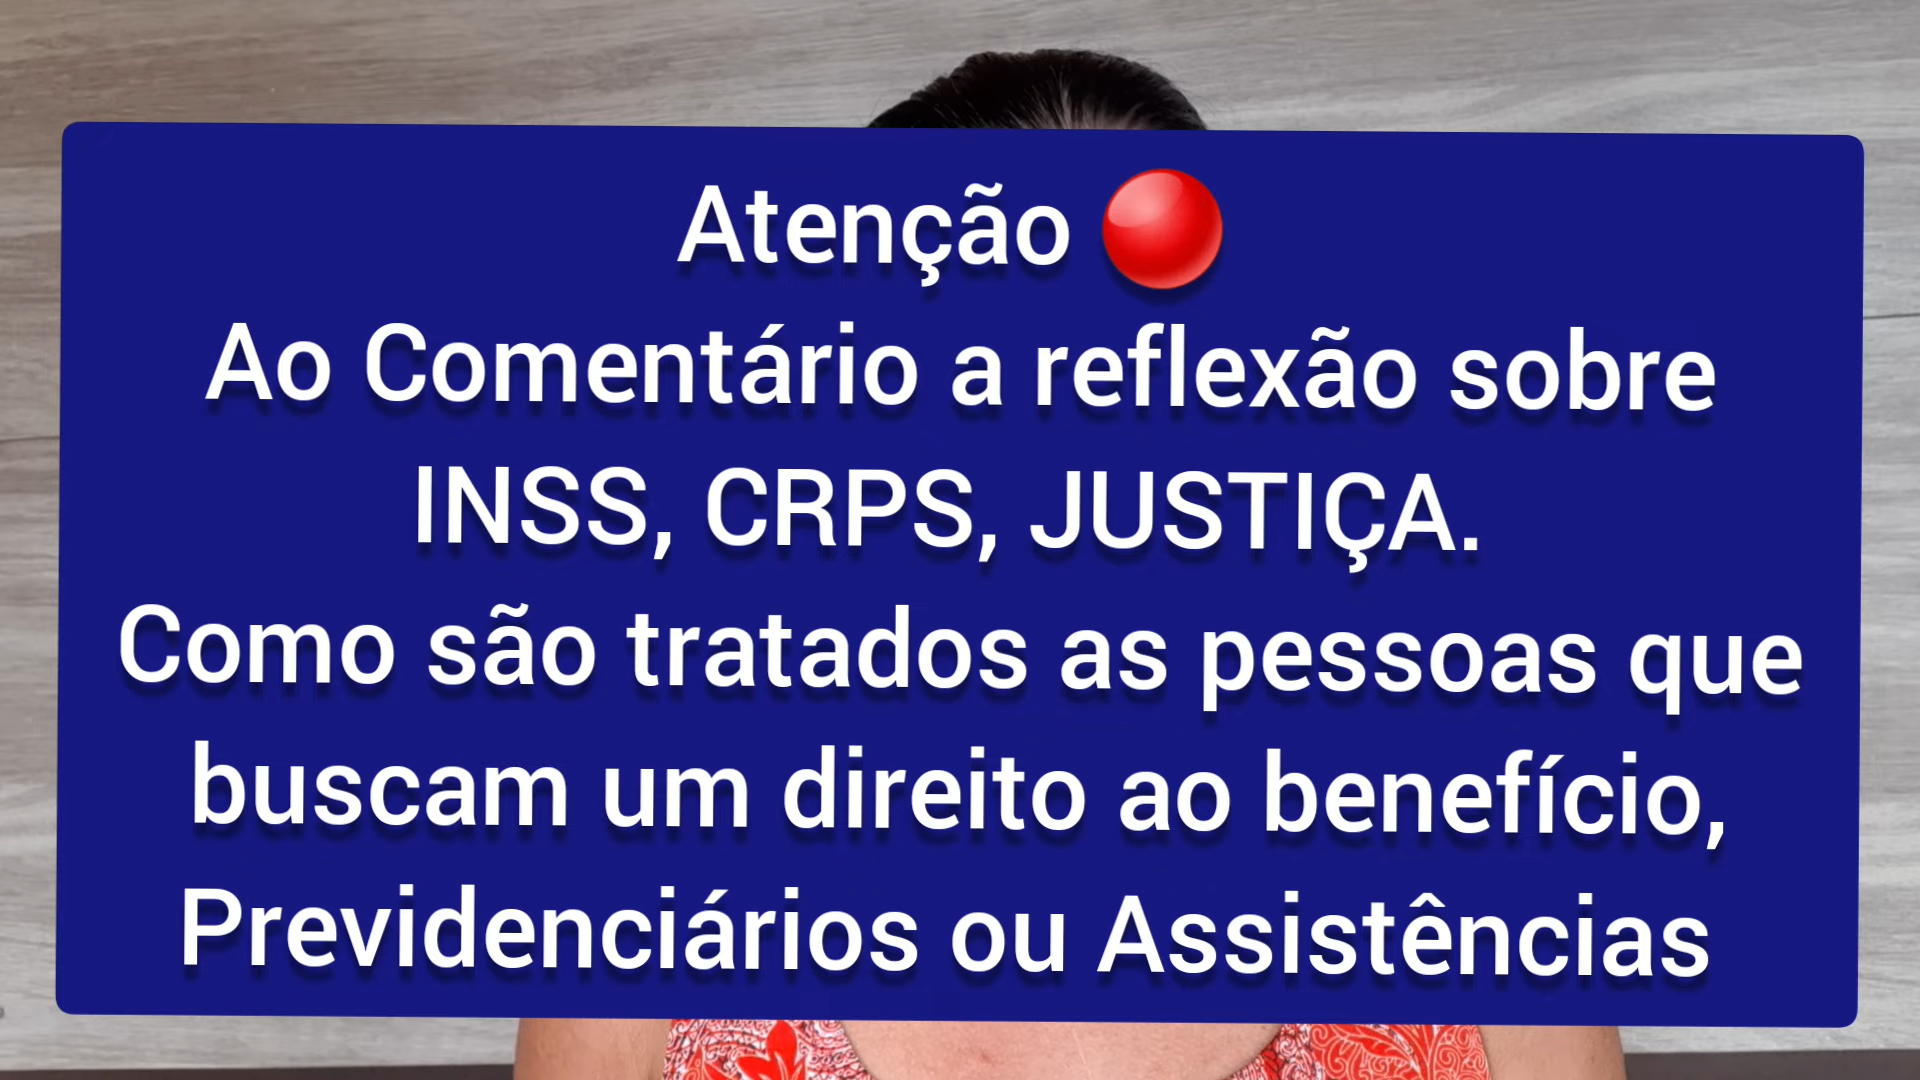 Atenção 🔴
Ao Comentário a reflexão sobre
INSS, CRPS, JUSTIÇA.
Como são tratados as pessoas que
buscam um direito ao benefício,
Previdenciários ou Assistências